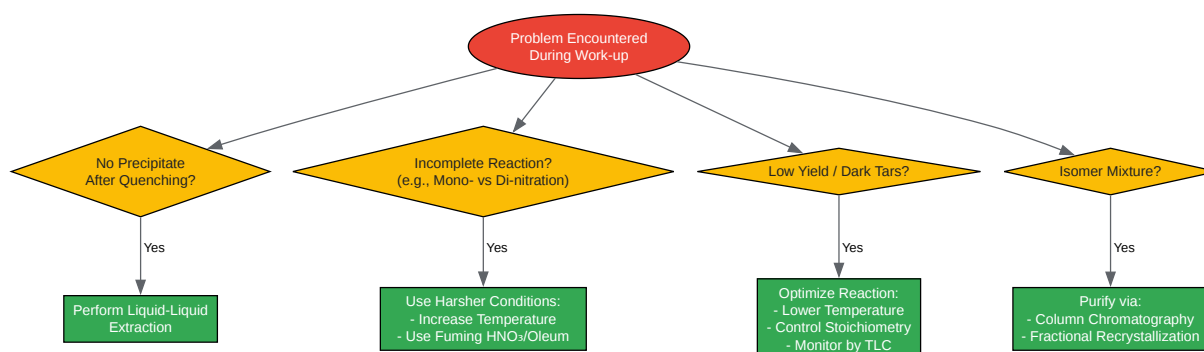 Problem Encountered
During Work-up
No Precipitate
After Quenching?
Incomplete Reaction?
(e.g., Mono- vs Di-nitration)
Low Yield / Dark Tars?
Isomer Mixture?
Yes
Yes
Yes
Yes
Perform Liquid-Liquid
Extraction
Use Harsher Conditions:
- Increase Temperature
- Use Fuming HNO₃/Oleum
Optimize Reaction:
- Lower Temperature
- Control Stoichiometry
- Monitor by TLC
Purify via:
- Column Chromatography
- Fractional Recrystallization